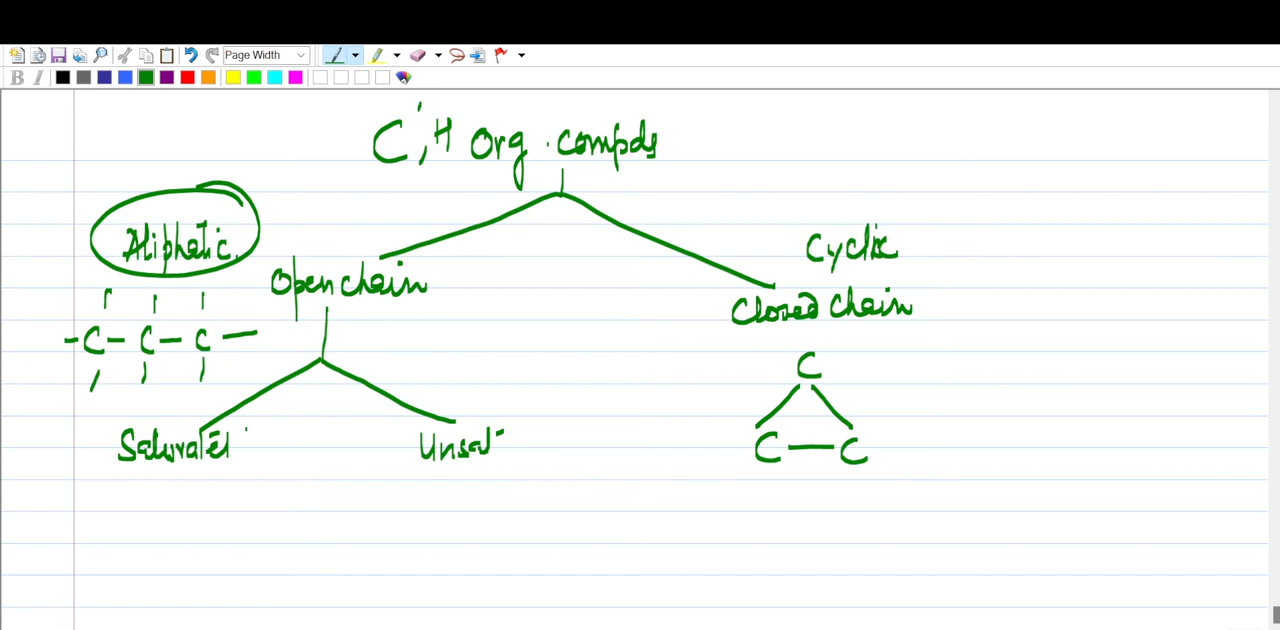 Page Width
B I
C, H Org. compds
Aliphatic
Open chain
Cyclic
Closed Chain
-C-C-C-
C
C-C
Saturated
Unsat